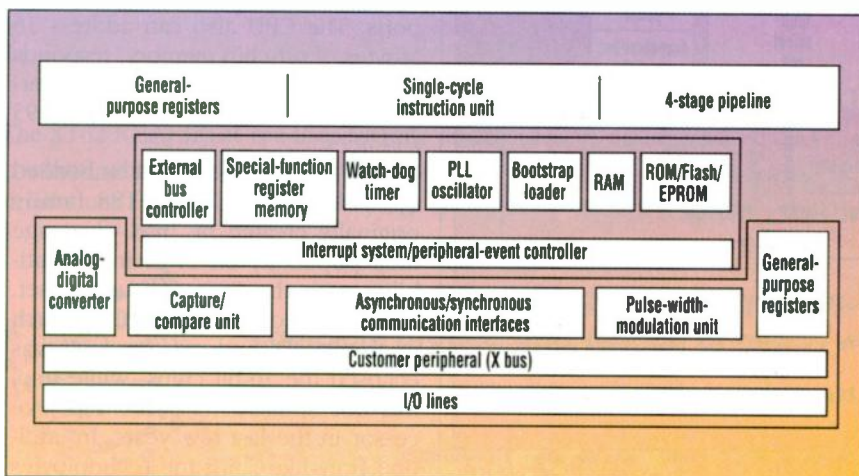 General-
purpose registers
Single-cycle
instruction unit
4-stage pipeline
External
bus
controller
Special-function
register
memory
Watch-dog
timer
PLL
oscillator
Bootstrap
loader
RAM
ROM/Flash/
EPROM
Interrupt system/peripheral-event controller
Analog-
digital
converter
Capture/
compare unit
Asynchronous/synchronous
communication interfaces
Pulse-width-
modulation unit
General-
purpose
registers
Customer peripheral (X bus)
I/O lines